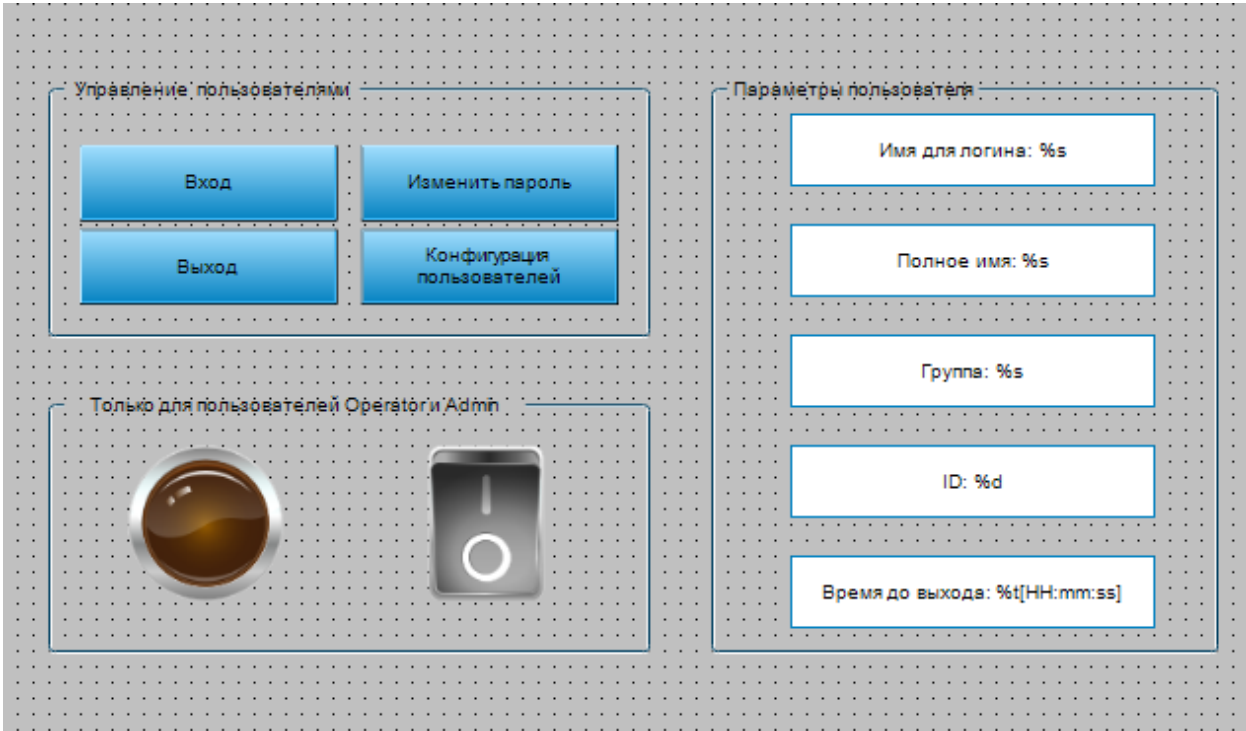 Управление пользователями
Вход
Изменить пароль
Выход
Конфигурация
пользователей
Только для пользователей Operator и Admin
Параметры пользователя
Имя для логина: %s
Полное имя: %s
Группа: %s
ID: %d
Время до выхода: %t[HH:mm:ss]